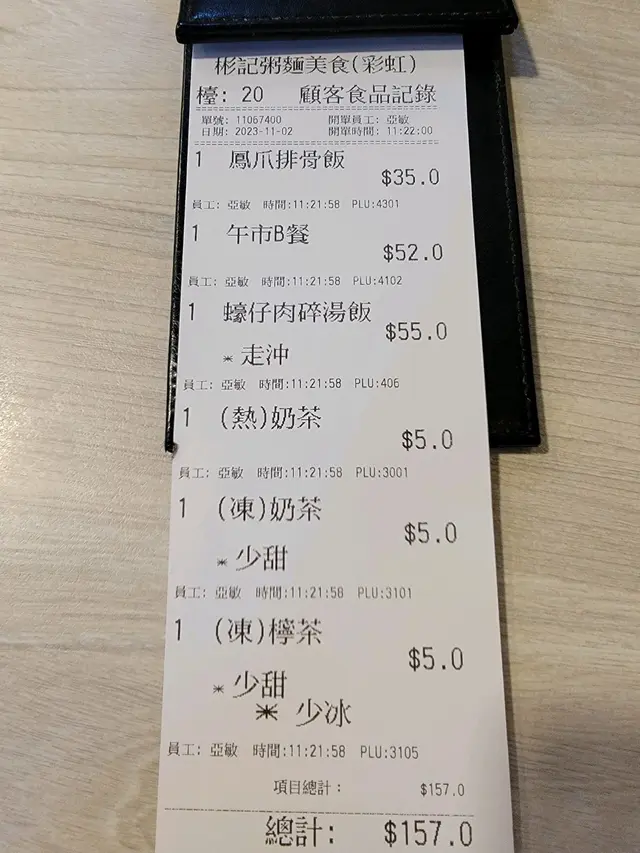 彬記粥麵美食(彩虹)
檯: 20 顧客食品記錄
單號: 11067400 開單員工: 亞敏
日期: 2023-11-02 開單時間: 11:22:00
1 鳳爪排骨飯
$35.0
員工: 亞敏 時間:11:21:58 PLU:4301
1 午市B餐
$52.0
員工: 亞敏 時間:11:21:58 PLU:4102
1 蠔仔肉碎湯飯
$55.0
* 走沖
員工: 亞敏 時間:11:21:58 PLU:406
1 (熱)奶茶
$5.0
員工: 亞敏 時間:11:21:58 PLU:3001
1 (凍)奶茶
$5.0
* 少甜
員工: 亞敏 時間:11:21:58 PLU:3101
1 (凍)檸茶
$5.0
* 少甜
* 少冰
員工: 亞敏 時間:11:21:58 PLU:3105
項目總計: $157.0
總計: $157.0